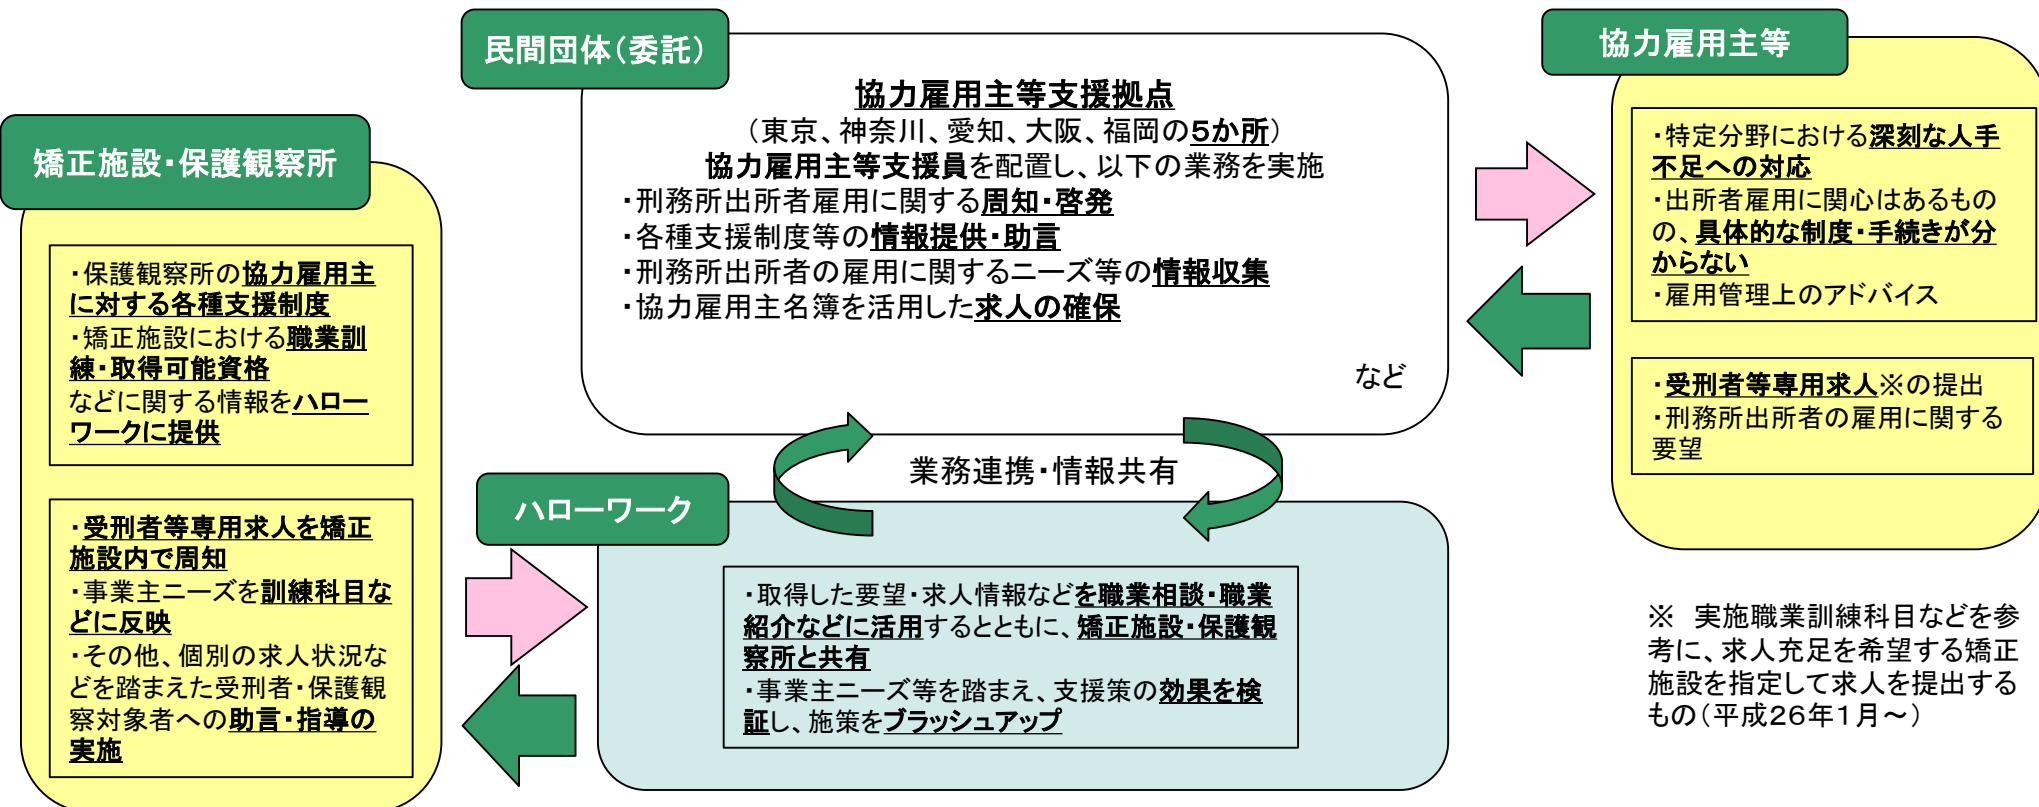 矯正施設・保護観察所
・保護観察所の協力雇用主
に対する各種支援制度
・矯正施設における職業訓
練・取得可能資格
などに関する情報をハロー
ワークに提供
・受刑者等専用求人を矯正
施設内で周知
・事業主ニーズを訓練科目な
どに反映
・その他、個別の求人状況な
どを踏まえた受刑者・保護観
察対象者への助言・指導の
実施
民間団体（委託）
協力雇用主等支援拠点
（東京、神奈川、愛知、大阪、福岡の５か所）
協力雇用主等支援員を配置し、以下の業務を実施
・刑務所出所者雇用に関する周知・啓発
・各種支援制度等の情報提供・助言
・刑務所出所者の雇用に関するニーズ等の情報収集
・協力雇用主名簿を活用した求人の確保
など
業務連携・情報共有
ハローワーク
・取得した要望・求人情報などを職業相談・職業
紹介などに活用するとともに、矯正施設・保護観
察所と共有
・事業主ニーズ等を踏まえ、支援策の効果を検
証し、施策をブラッシュアップ
協力雇用主等
・特定分野における深刻な人手
不足への対応
・出所者雇用に関心はあるもの
の、具体的な制度・手続きが分
からない
・雇用管理上のアドバイス
・受刑者等専用求人※の提出
・刑務所出所者の雇用に関する
要望
※　実施職業訓練科目などを参
考に、求人充足を希望する矯正
施設を指定して求人を提出する
もの（平成２６年１月～）